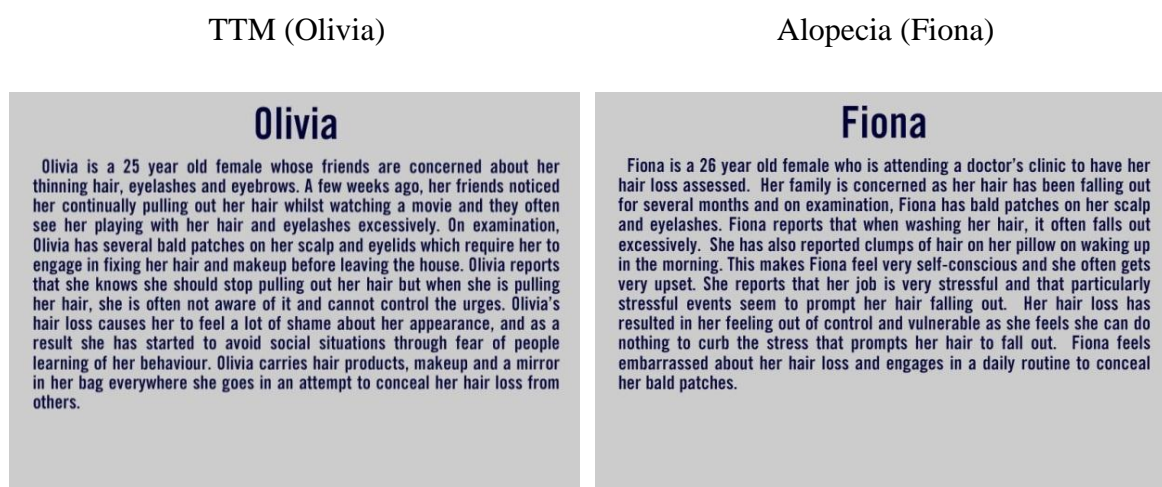 TTM (Olivia)
Alopecia (Fiona)
Olivia
Olivia is a 25 year old female whose friends are concerned about her
thinning hair, eyelashes and eyebrows. A few weeks ago, her friends noticed
her continually pulling out her hair whilst watching a movie and they often
see her playing with her hair and eyelashes excessively. On examination,
Olivia has several bald patches on her scalp and eyelids which require her to
engage in fixing her hair and makeup before leaving the house. Olivia reports
that she knows she should stop pulling out her hair but when she is pulling
her hair, she is often not aware of it and cannot control the urges. Olivia's
hair loss causes her to feel a lot of shame about her appearance, and as a
result she has started to avoid social situations through fear of people
learning of her behaviour. Olivia carries hair products, makeup and a mirror
in her bag everywhere she goes in an attempt to conceal her hair loss from
others.
Fiona
Fiona is a 26 year old female who is attending a doctor's clinic to have her
hair loss assessed. Her family is concerned as her hair has been falling out
for several months and on examination, Fiona has bald patches on her scalp
and eyelashes. Fiona reports that when washing her hair, it often falls out
excessively. She has also reported clumps of hair on her pillow on waking up
in the morning. This makes Fiona feel very self-conscious and she often gets
very upset. She reports that her job is very stressful and that particularly
stressful events seem to prompt her hair falling out. Her hair loss has
resulted in her feeling out of control and vulnerable as she feels she can do
nothing to curb the stress that prompts her hair to fall out. Fiona feels
embarrassed about her hair loss and engages in a daily routine to conceal
her bald patches.